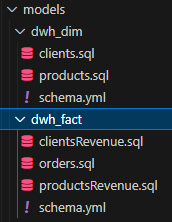 models
dwh_dim
clients.sql
products.sql
! schema.yml
dwh_fact
clientsRevenue.sql
orders.sql
productsRevenue.sql
! schema.yml